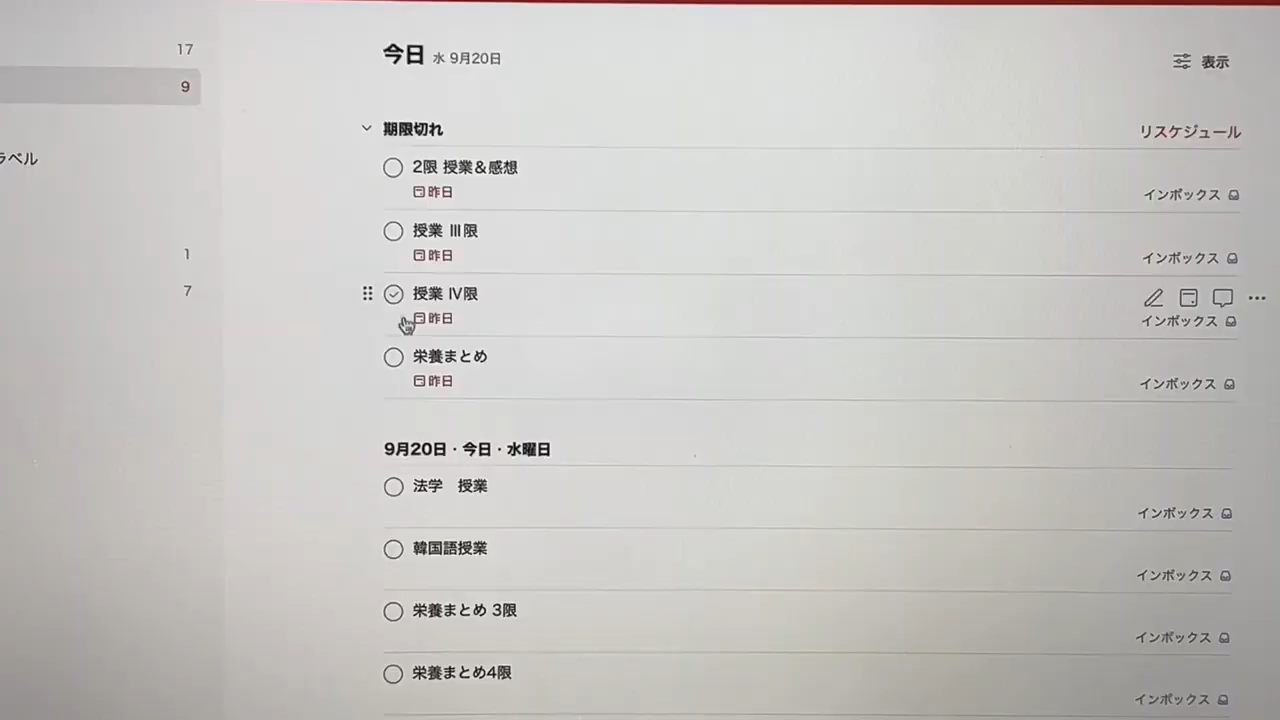 17
9
ラベル
1
7
今日 水 9月20日
表示
期限切れ
リスケジュール
2限 授業&感想
昨日
インボックス
授業 Ⅲ限
昨日
インボックス
授業 Ⅳ限
昨日
インボックス
栄養まとめ
昨日
インボックス
9月20日・今日・水曜日
法学 授業
インボックス
韓国語授業
インボックス
栄養まとめ 3限
インボックス
栄養まとめ4限
インボックス